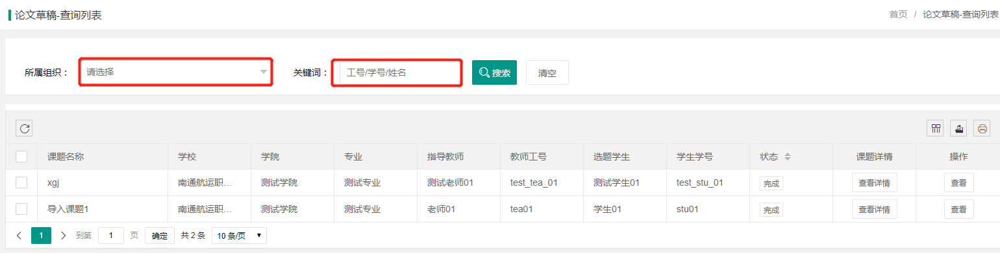 论文草稿-查询列表 首页 / 论文草稿-查询列表
所属组织： 请选择 关键词： 工号/学号/姓名 搜索 清空
课题名称 学校 学院 专业 指导教师 教师工号 选题学生 学生学号 状态 课题详情 操作
xgj 南通航运职... 测试学院 测试专业 测试老师01 test_tea_01 测试学生01 test_stu_01 完成 查看详情 查看
导入课题1 南通航运职... 测试学院 测试专业 老师01 tea01 学生01 stu01 完成 查看详情 查看
1 到第 1 页 确定 共 2 条 10 条/页